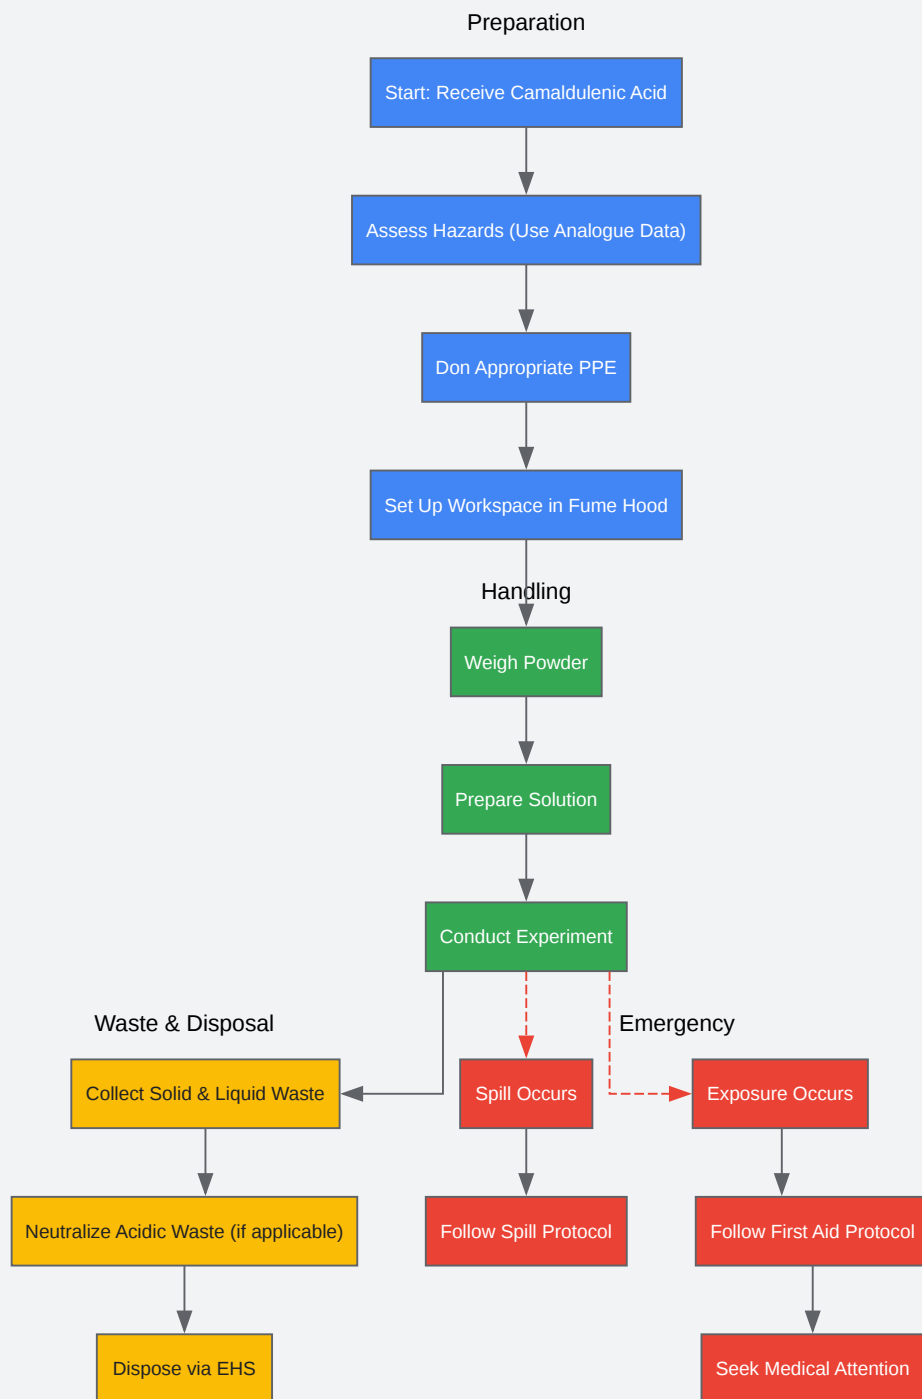 Preparation
Start: Receive Camaldulenic Acid
Assess Hazards (Use Analogue Data)
Don Appropriate PPE
Set Up Workspace in Fume Hood
Handling
Weigh Powder
Prepare Solution
Conduct Experiment
Waste & Disposal
Emergency
Collect Solid & Liquid Waste
Spill Occurs
Exposure Occurs
Neutralize Acidic Waste (if applicable)
Follow Spill Protocol
Follow First Aid Protocol
Dispose via EHS
Seek Medical Attention